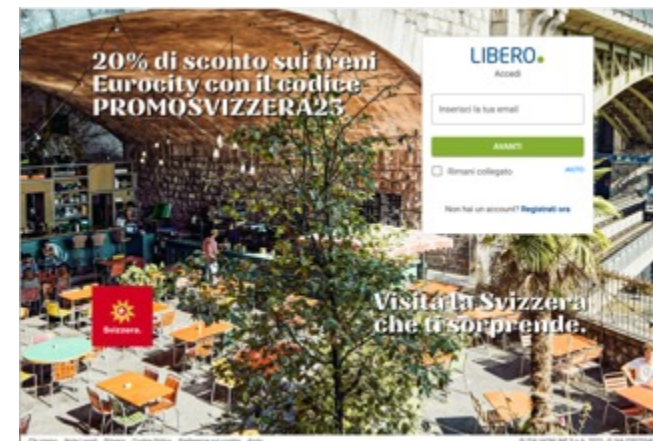 20% di sconto sui treni
Eurocity con il codice
PROMOSVIZZERA25
LIBERO
Accedi
Inserisci la tua email
AVANTI
Rimani collegato
AIUTO
Non hai un account? Registrati ora
Svizzera.
Visita la Svizzera
che ti sorprende.